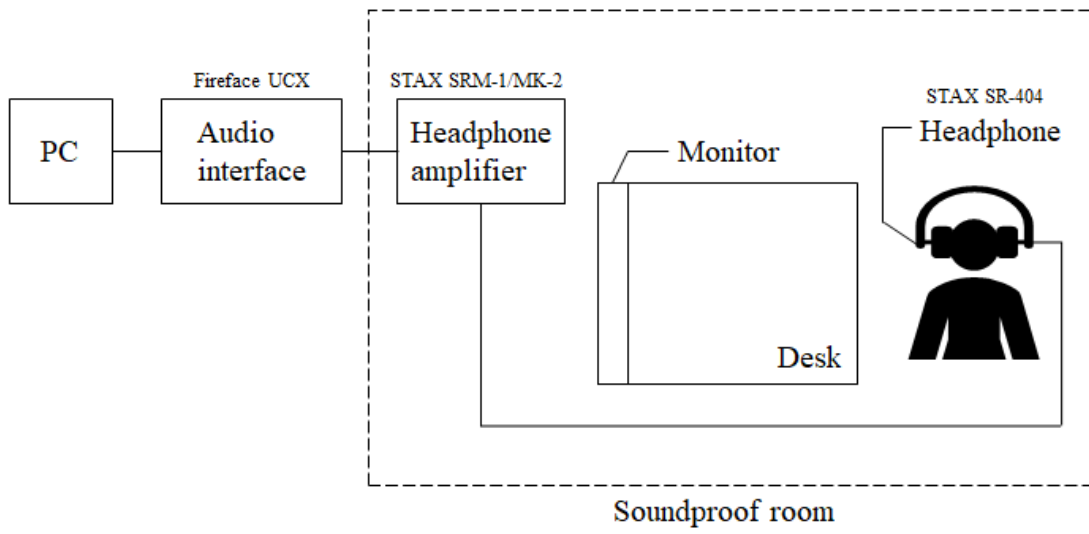 Fireface UCX
STAX SRM-1/MK-2
STAX SR-404
PC
Audio
interface
Headphone
amplifier
Monitor
Headphone
Desk
Soundproof room